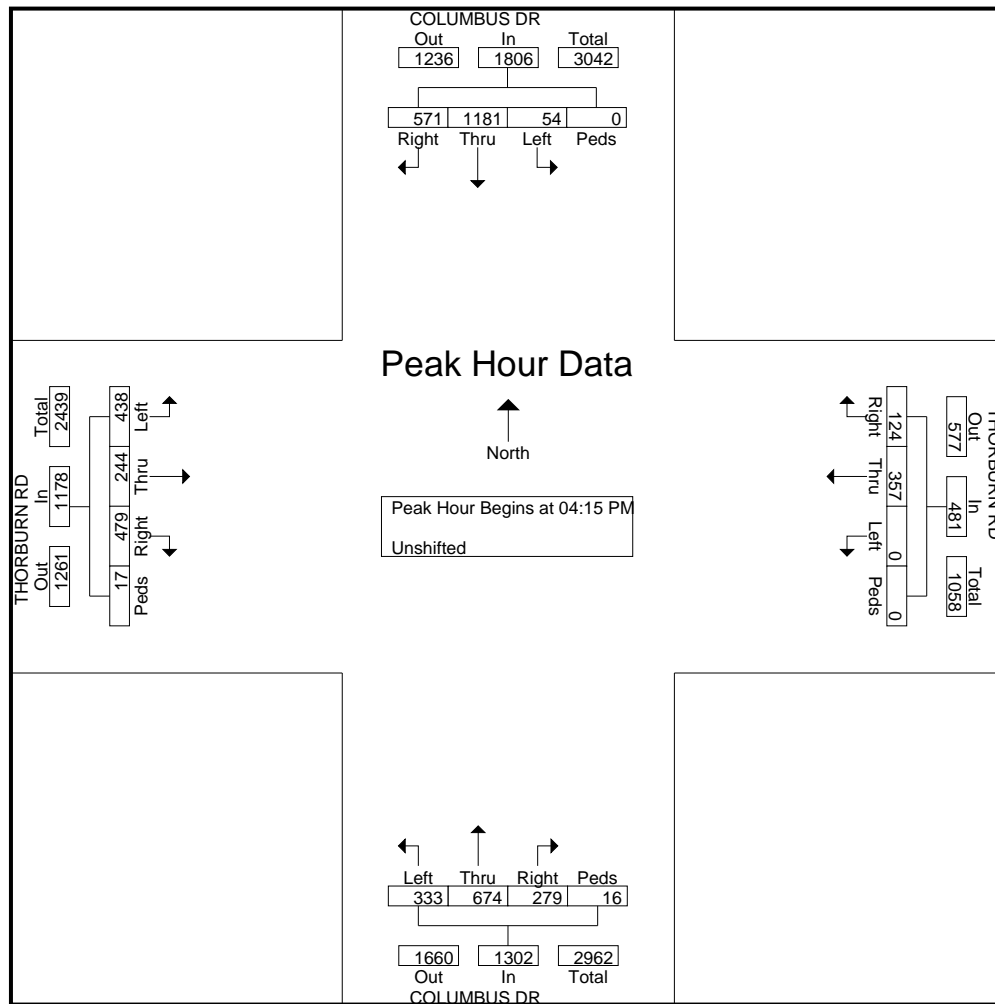 COLUMBUS DR
Out In Total
1236 1806 3042
571 1181 54 0
Right Thru Left Peds
Peak Hour Data
North
Peak Hour Begins at 04:15 PM
Unshifted
THORBURN RD
Out In Total
1261 1178 2439
17 479 244 438
Peds Right Thru Left
THORBURN RD
Out In Total
577 481 1058
124 357 0 0
Right Thru Left Peds
Left Thru Right Peds
333 674 279 16
1660 1302 2962
Out In Total
COLUMBUS DR